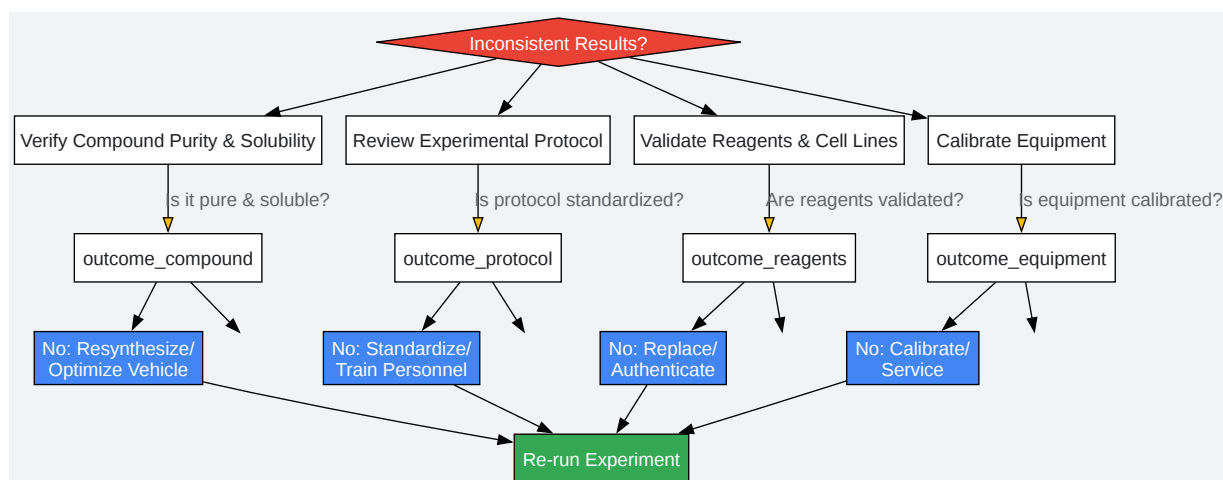 Inconsistent Results?
Verify Compound Purity & Solubility
Review Experimental Protocol
Validate Reagents & Cell Lines
Calibrate Equipment
Is it pure & soluble?
Is protocol standardized?
Are reagents validated?
Is equipment calibrated?
outcome_compound
outcome_protocol
outcome_reagents
outcome_equipment
No: Resynthesize/
Optimize Vehicle
No: Standardize/
Train Personnel
No: Replace/
Authenticate
No: Calibrate/
Service
Re-run Experiment